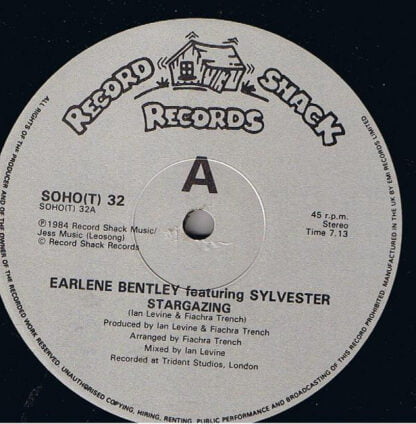 RECORD SHACK
RECORDS
A
SOHO(T) 32
SOHO(T) 32A
℗ 1984 Record Shack Music/
Jess Music (Leosong)
© Record Shack Records
45 r.p.m.
Stereo
Time 7.13
EARLENE BENTLEY featuring SYLVESTER
STARGAZING
(Ian Levine & Fiachra Trench)
Produced by Ian Levine & Fiachra Trench
Arranged by Fiachra Trench
Mixed by Ian Levine
Recorded at Trident Studios, London
ALL RIGHTS OF THE PRODUCER AND OF THE OWNER OF THE RECORDED WORK RESERVED. UNAUTHORISED COPYING, HIRING, RENTING, PUBLIC PERFORMANCE AND BROADCASTING OF THIS RECORD PROHIBITED. MANUFACTURED IN THE UK BY EMI RECORDS LIMITED